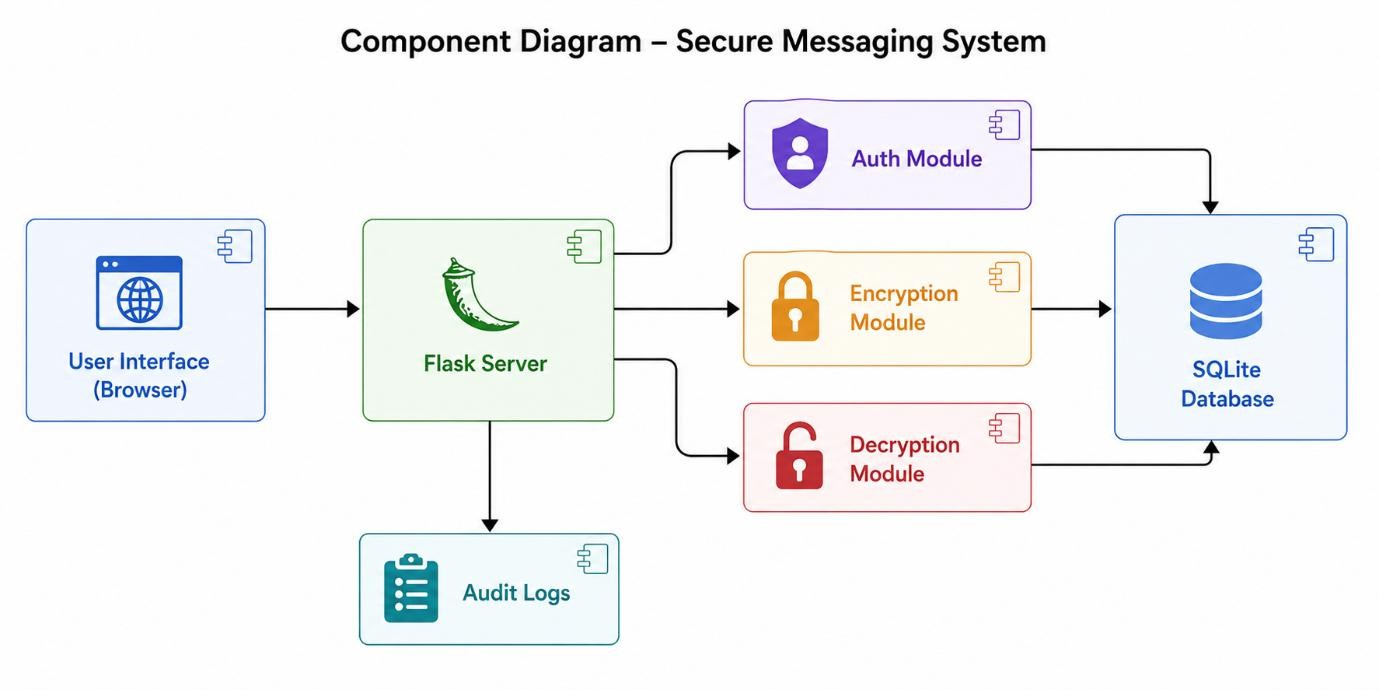 Component Diagram – Secure Messaging System
Auth Module
Encryption
Module
User Interface
(Browser)
Flask Server
SQLite
Database
Decryption
Module
Audit Logs